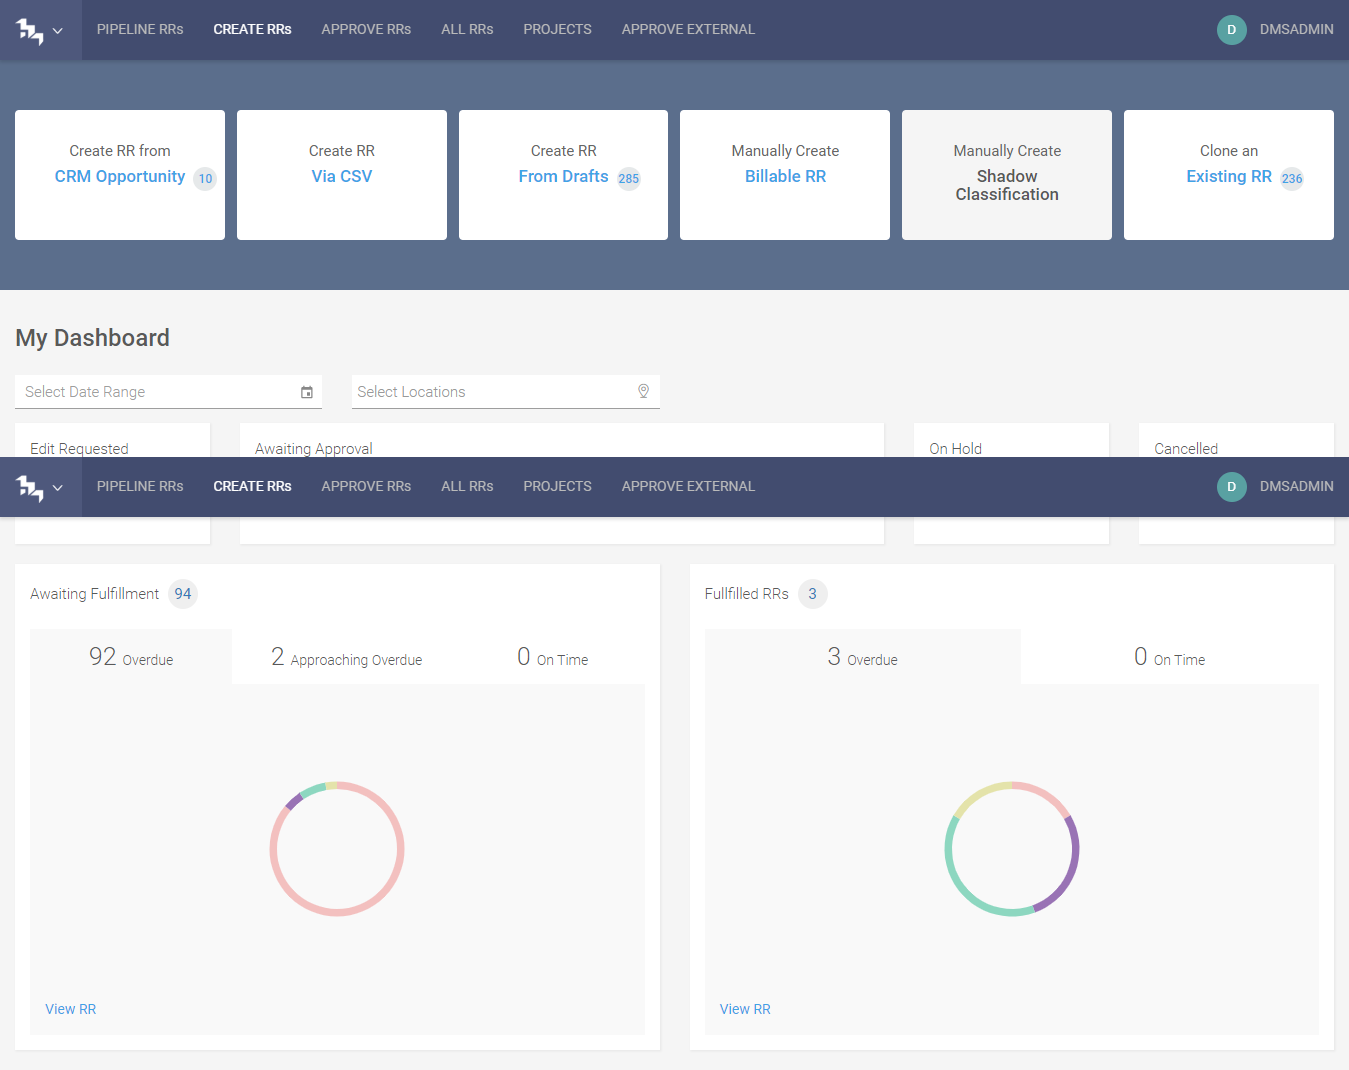 PIPELINE RRs CREATE RRs APPROVE RRs ALL RRs PROJECTS APPROVE EXTERNAL D DMSADMIN
Create RR from
CRM Opportunity 10
Create RR
Via CSV
Create RR
From Drafts 285
Manually Create
Billable RR
Manually Create
Shadow
Classification
Clone an
Existing RR 236
My Dashboard
Select Date Range
Select Locations
Edit Requested
Awaiting Approval
On Hold
Cancelled
PIPELINE RRs CREATE RRs APPROVE RRs ALL RRs PROJECTS APPROVE EXTERNAL D DMSADMIN
Awaiting Fulfillment 94
92 Overdue
2 Approaching Overdue
0 On Time
View RR
Fullfilled RRs 3
3 Overdue
0 On Time
View RR